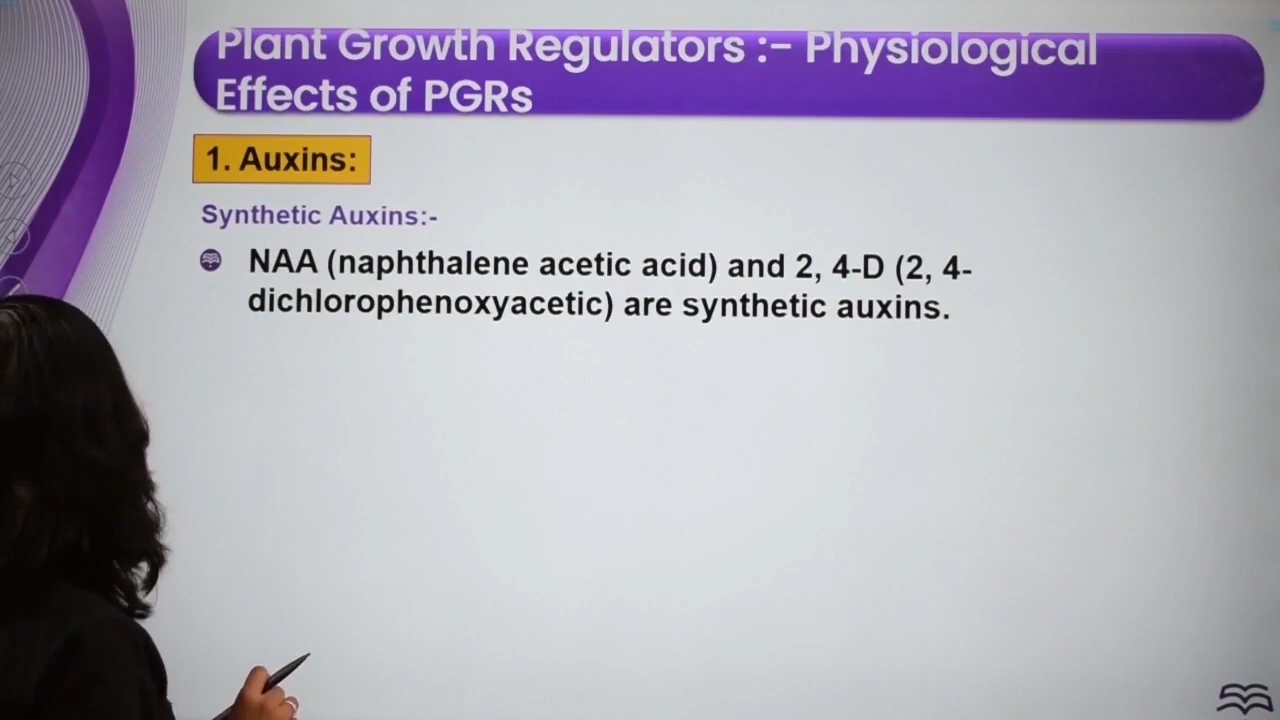 Plant Growth Regulators :- Physiological
Effects of PGRs
1. Auxins:
Synthetic Auxins:-
NAA (naphthalene acetic acid) and 2, 4-D (2, 4-
dichlorophenoxyacetic) are synthetic auxins.